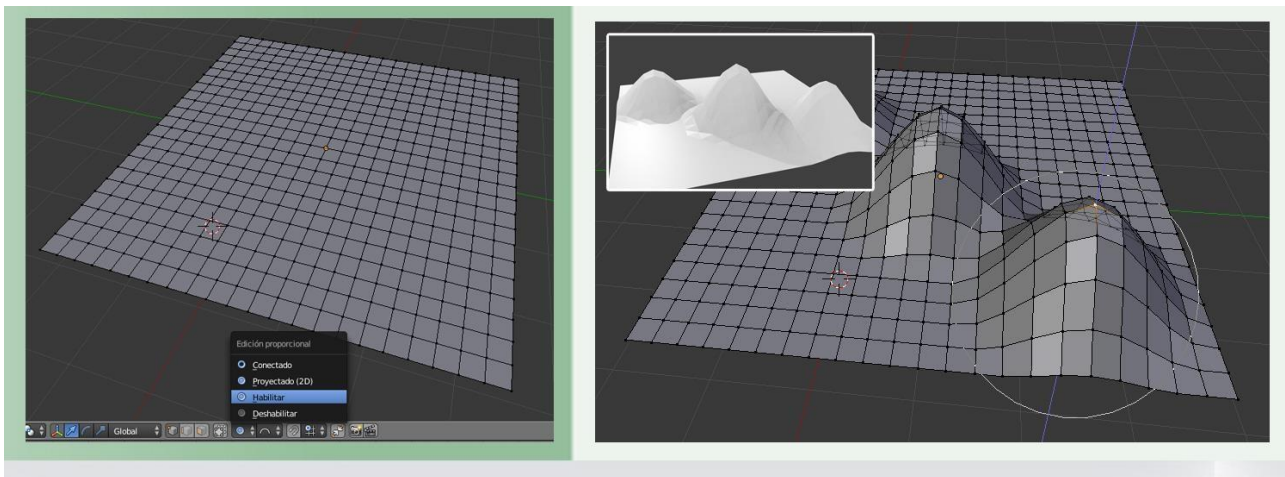 Edición proporcional
Conectado
Proyectado (2D)
Habilitar
Deshabilitar
Global